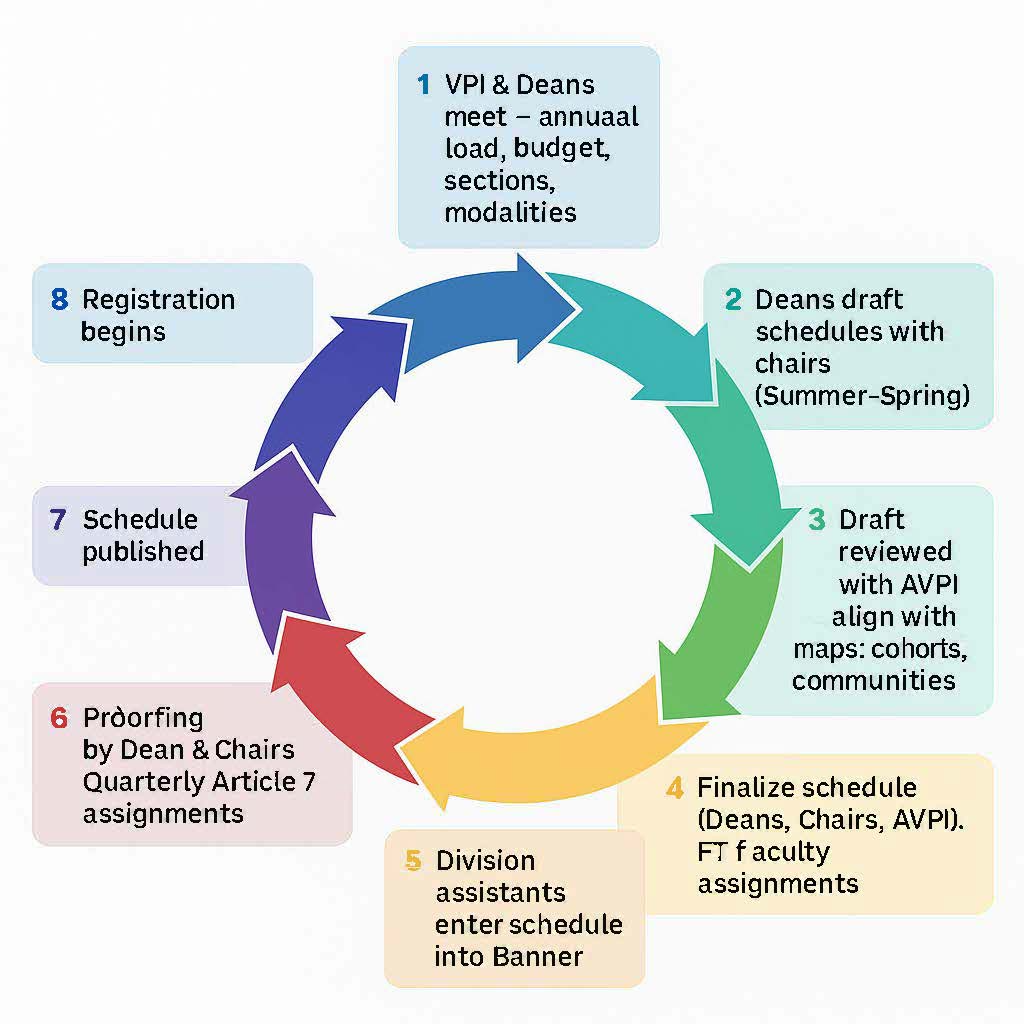 1 VPI & Deans
meet – annuaal
load, budget,
sections,
modalities
2 Deans draft
schedules with
chairs
(Summer–Spring)
3 Draft
reviewed
with AVPI
align with
maps: cohorts,
communities
4 Finalize schedule
(Deans, Chairs, AVPI).
FT f aculty
assignments
5 Division
assistants
enter schedule
into Banner
6 Pròorfing
by Dean & Chairs
Quarterly Article 7
assignments
7 Schedule
published
8 Registration
begins